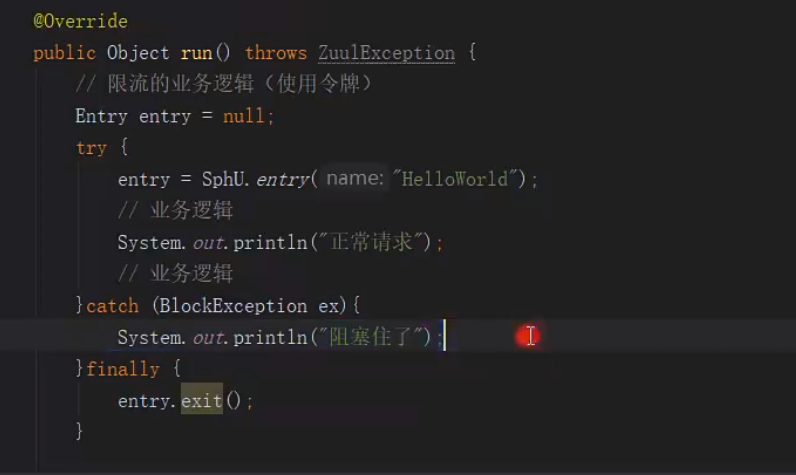 @Override
public Object run() throws ZuulException {
// 限流的业务逻辑（使用令牌）
Entry entry = null;
try {
entry = SphU.entry( name: "HelloWorld");
// 业务逻辑
System.out.println("正常请求");
// 业务逻辑
}catch (BlockException ex){
System.out.println("阻塞住了");
}finally {
entry.exit();
}